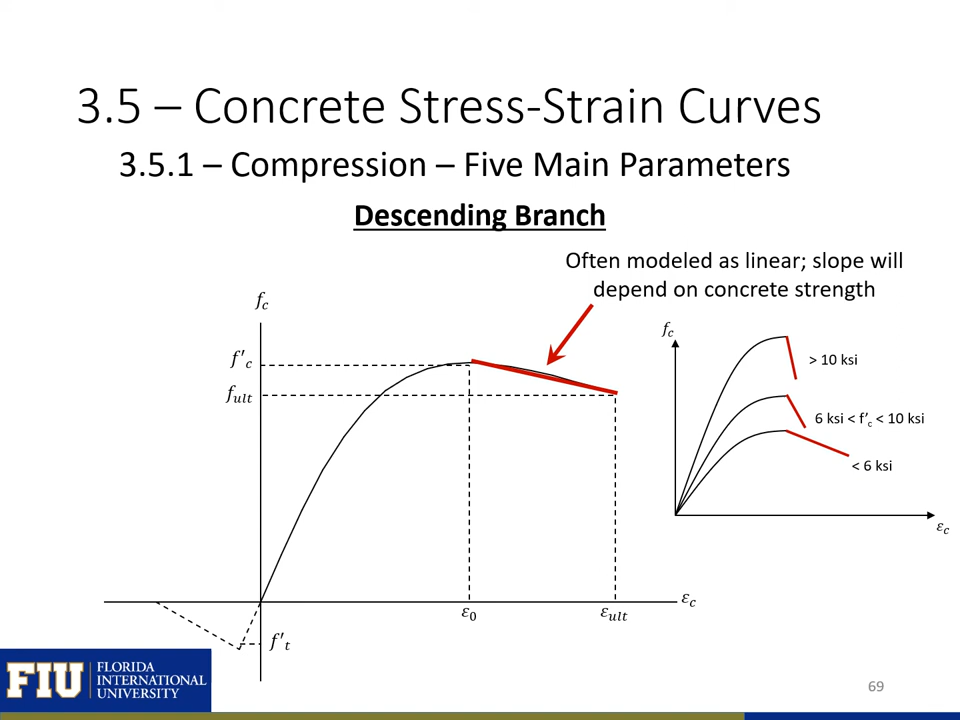 3.5 – Concrete Stress-Strain Curves
3.5.1 – Compression – Five Main Parameters
Descending Branch
Often modeled as linear; slope will
depend on concrete strength
f_c
f'_c
f_ult
ε_0
ε_ult
ε_c
f'_t
f_c
> 10 ksi
6 ksi < f'_c < 10 ksi
< 6 ksi
ε_c
FIU
FLORIDA
INTERNATIONAL
UNIVERSITY
69